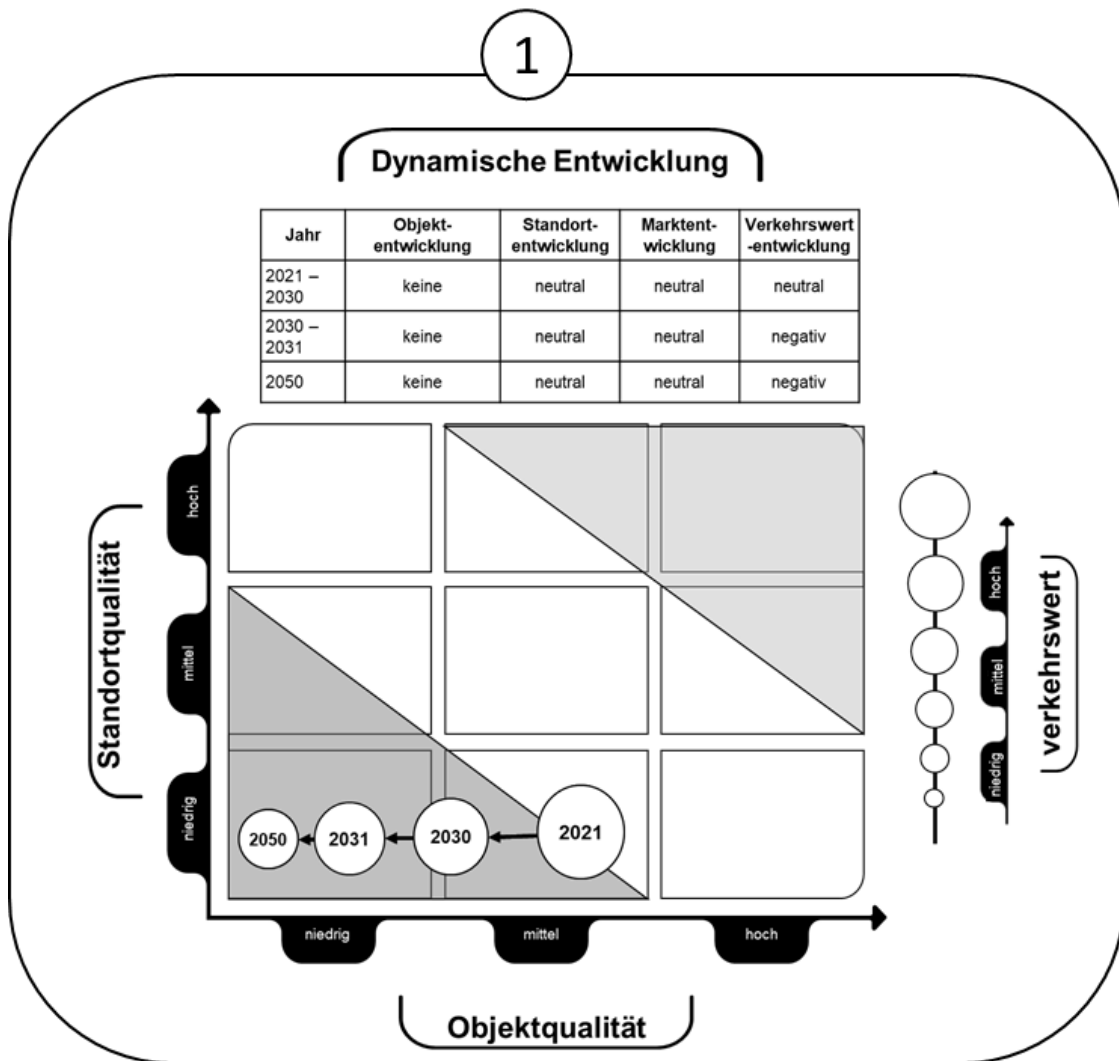 1
Dynamische Entwicklung
Jahr
Objekt-
entwicklung
Standort-
entwicklung
Marktent-
wicklung
Verkehrswert
-entwicklung
2021 –
2030
keine
neutral
neutral
neutral
2030 –
2031
keine
neutral
neutral
negativ
2050
keine
neutral
neutral
negativ
Standortqualität
hoch
mittel
niedrig
2050
2031
2030
2021
niedrig
mittel
hoch
Objektqualität
hoch
mittel
niedrig
verkehrswert